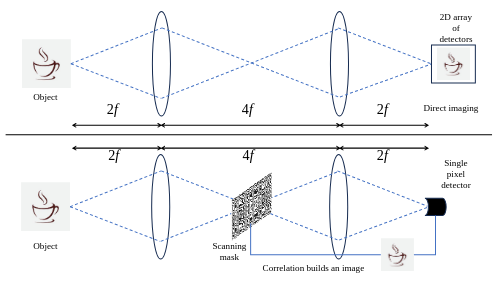 2D array
of
detectors
Object
2f
4f
2f
Direct imaging
2f
4f
2f
Single
pixel
detector
Object
Scanning
mask
Correlation builds an image